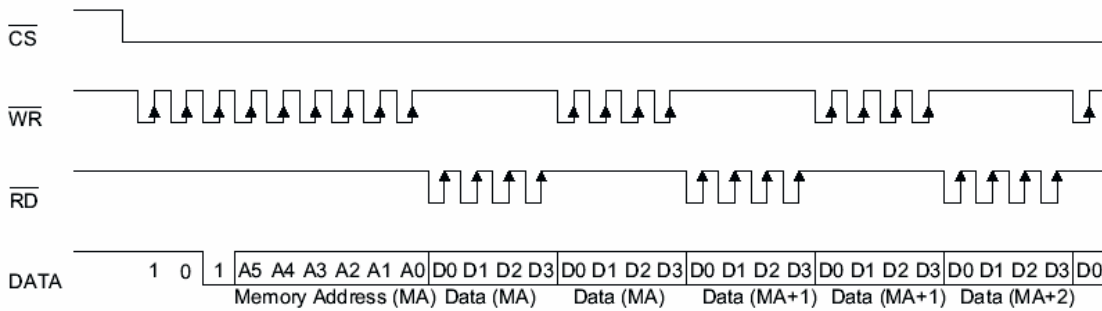 CS
WR
RD
DATA 1 0 1 A5 A4 A3 A2 A1 A0 D0 D1 D2 D3 D0 D1 D2 D3 D0 D1 D2 D3 D0 D1 D2 D3 D0 D1 D2 D3 D0
Memory Address (MA) Data (MA) Data (MA) Data (MA+1) Data (MA+1) Data (MA+2)